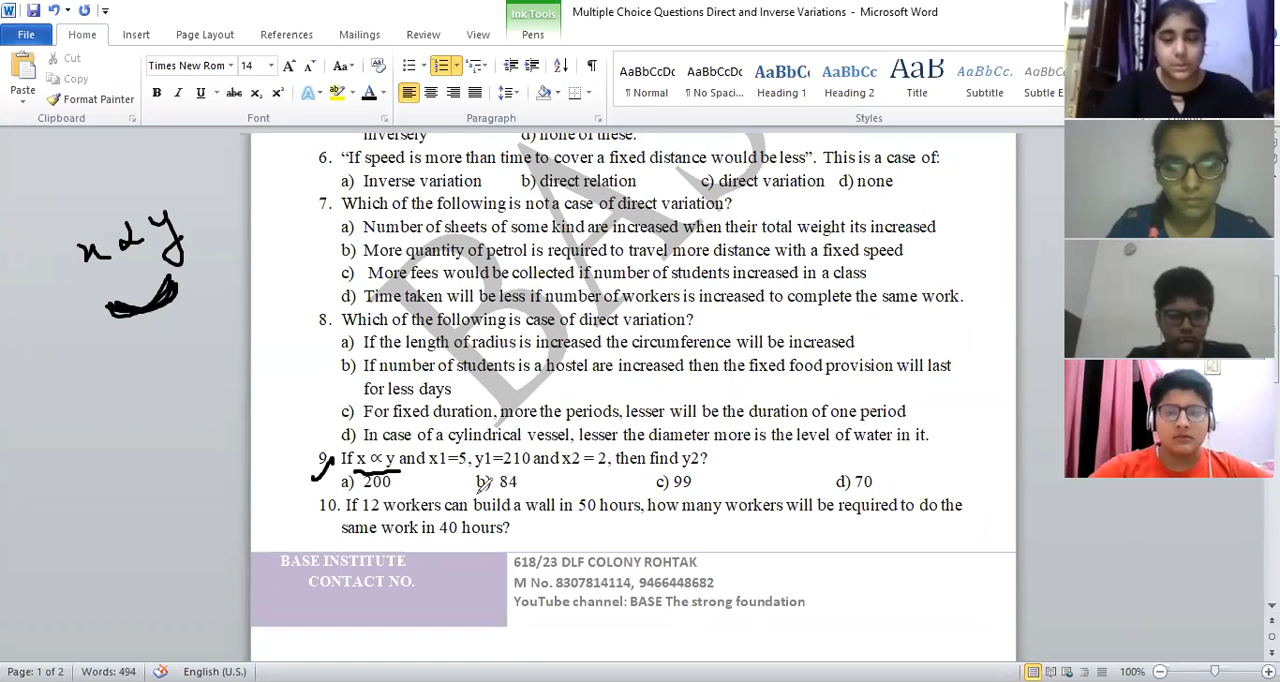 Ink Tools
Multiple Choice Questions Direct and Inverse Variations - Microsoft Word
File Home Insert Page Layout References Mailings Review View Pens
Cut
Copy
Format Painter
Paste
Times New Rom 14 Aa
B I U abc X₂ X² A A
AaBbCcDc AaBbCcDc AaBbCc AaBbCc AaB AaBbCcL AaBbCcDc
¶ Normal ¶ No Spaci... Heading 1 Heading 2 Title Subtitle Subtle E
Clipboard Font Paragraph Styles
inversely d) none of these.
6. “If speed is more than time to cover a fixed distance would be less”. This is a case of:
a) Inverse variation b) direct relation c) direct variation d) none
7. Which of the following is not a case of direct variation?
a) Number of sheets of some kind are increased when their total weight its increased
b) More quantity of petrol is required to travel more distance with a fixed speed
c) More fees would be collected if number of students increased in a class
d) Time taken will be less if number of workers is increased to complete the same work.
8. Which of the following is case of direct variation?
a) If the length of radius is increased the circumference will be increased
b) If number of students is a hostel are increased then the fixed food provision will last
for less days
c) For fixed duration, more the periods, lesser will be the duration of one period
d) In case of a cylindrical vessel, lesser the diameter more is the level of water in it.
9. If x ∝ y and x1=5, y1=210 and x2 = 2, then find y2?
a) 200 b) 84 c) 99 d) 70
10. If 12 workers can build a wall in 50 hours, how many workers will be required to do the
same work in 40 hours?
x ∝ y
BAS
BASE INSTITUTE
CONTACT NO.
618/23 DLF COLONY ROHTAK
M No. 8307814114, 9466448682
YouTube channel: BASE The strong foundation
Page: 1 of 2 Words: 494 English (U.S.) 100%